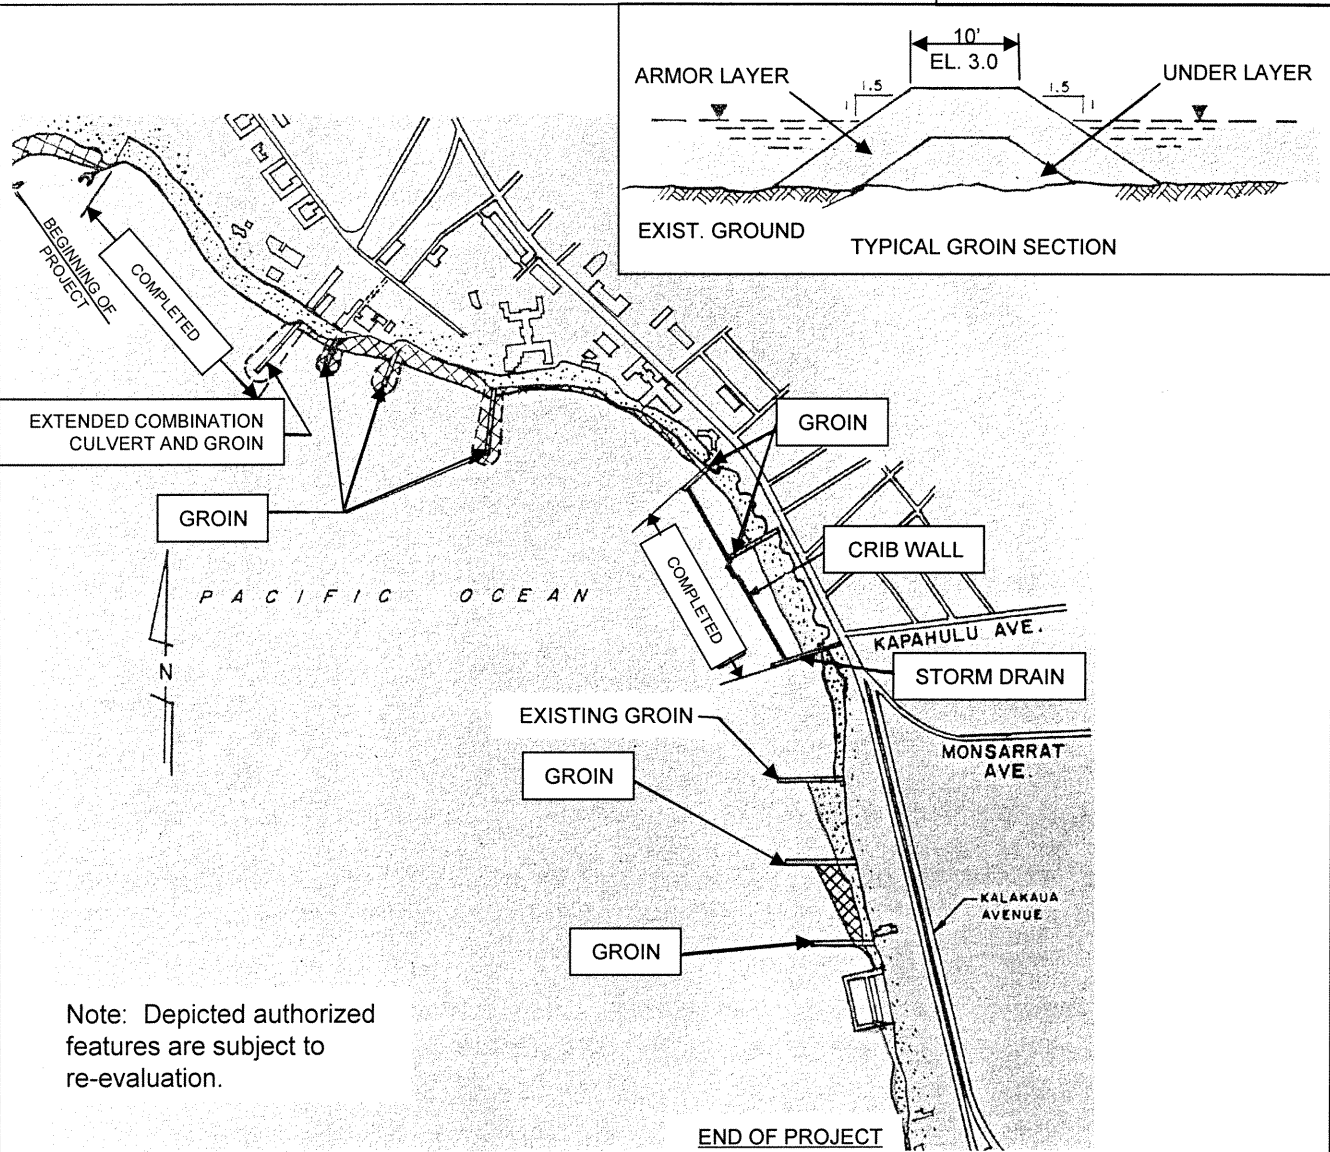 10'
EL. 3.0
ARMOR LAYER
UNDER LAYER
1.5
1
1.5
1
EXIST. GROUND
TYPICAL GROIN SECTION
BEGINNING OF
PROJECT
COMPLETED
EXTENDED COMBINATION
CULVERT AND GROIN
GROIN
GROIN
CRIB WALL
COMPLETED
PACIFIC OCEAN
N
KAPAHULU AVE.
STORM DRAIN
EXISTING GROIN
MONSARRAT
AVE.
GROIN
KALAKAUA
AVENUE
GROIN
Note: Depicted authorized
features are subject to
re-evaluation.
END OF PROJECT